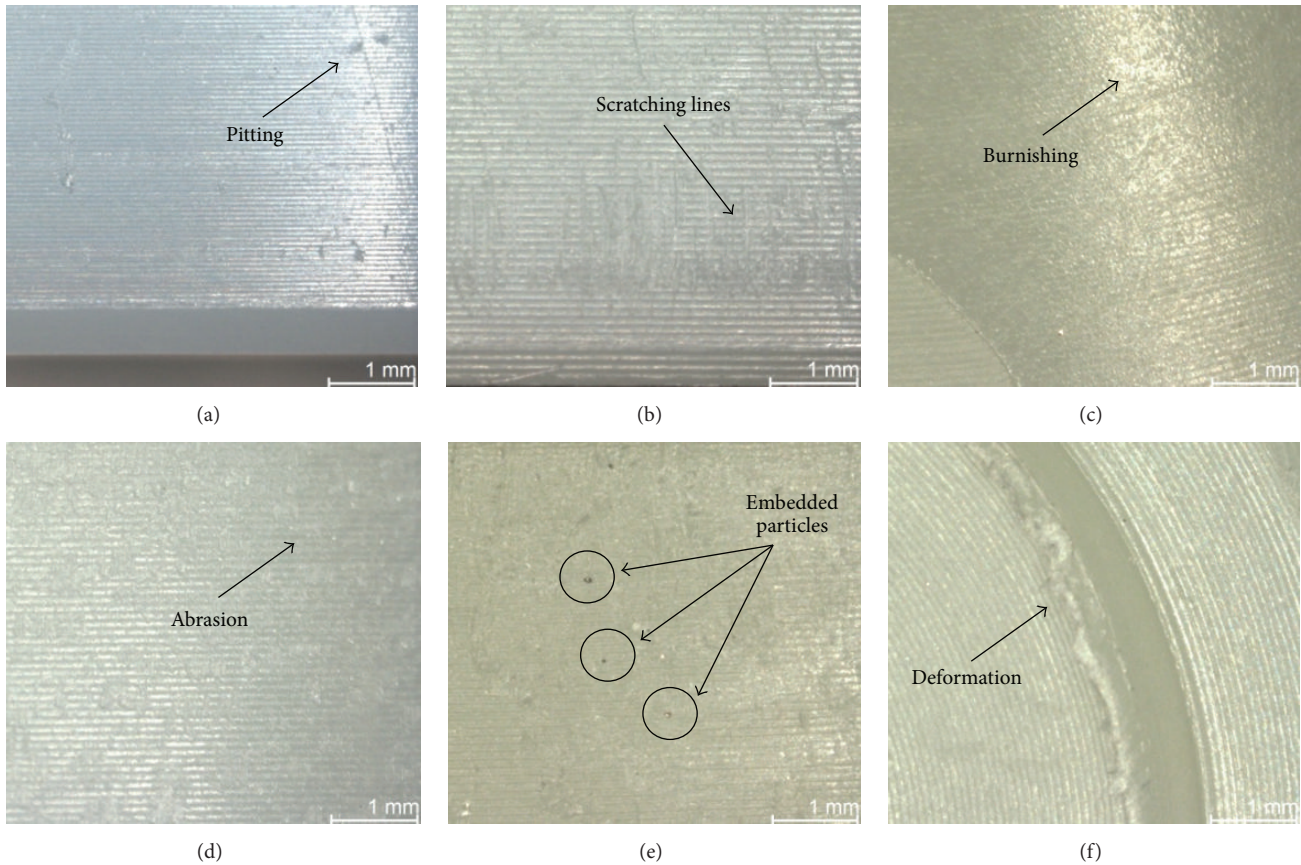 Pitting
1 mm
(a)
Scratching lines
1 mm
(b)
Burnishing
1 mm
(c)
Abrasion
1 mm
(d)
Embedded
particles
1 mm
(e)
Deformation
1 mm
(f)